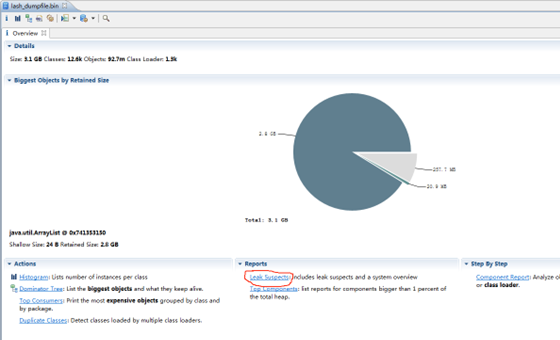 lash_dumpfile.bin
i Overview
Details
Size: 3.1 GB Classes: 12.6k Objects: 92.7m Class Loader: 1.3k
Biggest Objects by Retained Size
2.8 GB
257.7 MB
20.9 MB
Total: 3.1 GB
java.util.ArrayList @ 0x741353130
Shallow Size: 24 B Retained Size: 2.8 GB
Actions
Histogram: Lists number of instances per class
Dominator Tree: List the biggest objects and what they keep alive.
Top Consumers: Print the most expensive objects grouped by class and
by package.
Duplicate Classes: Detect classes loaded by multiple class loaders.
Reports
Leak Suspects: includes leak suspects and a system overview
Top Components: list reports for components bigger than 1 percent of
the total heap.
Step By Step
Component Report: Analyze o
or class loader.